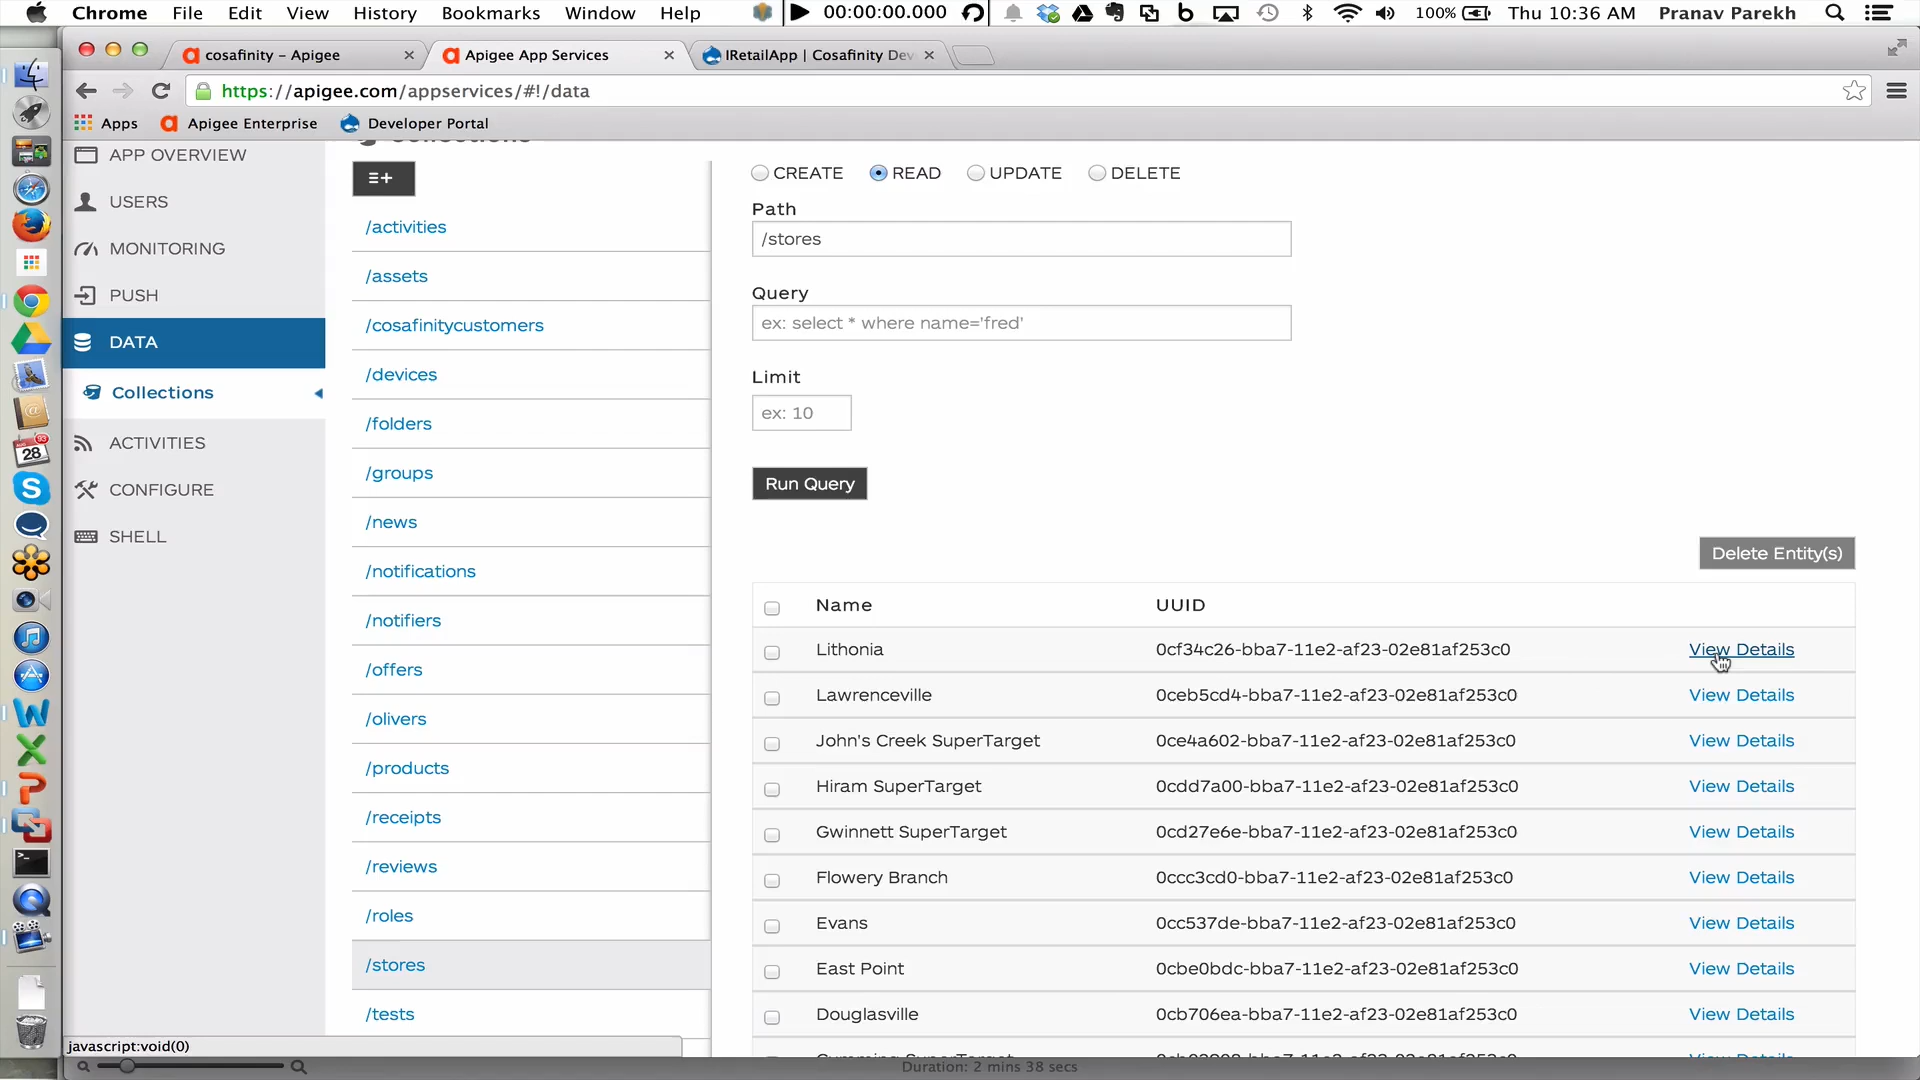 Chrome File Edit View History Bookmarks Window Help 00:00:00.000 100% Thu 10:36 AM Pranav Parekh
cosafinity – Apigee Apigee App Services IRetailApp | Cosafinity Dev
https://apigee.com/appservices/#!/data
Apps Apigee Enterprise Developer Portal
APP OVERVIEW
USERS
MONITORING
PUSH
DATA
Collections
ACTIVITIES
CONFIGURE
SHELL
Collections
/activities
/assets
/cosafinitycustomers
/devices
/folders
/groups
/news
/notifications
/notifiers
/offers
/olivers
/products
/receipts
/reviews
/roles
/stores
/tests
CREATE READ UPDATE DELETE
Path
/stores
Query
ex: select * where name='fred'
Limit
ex: 10
Run Query
Delete Entity(s)
Name UUID
Lithonia 0cf34c26-bba7-11e2-af23-02e81af253c0 View Details
Lawrenceville 0ceb5cd4-bba7-11e2-af23-02e81af253c0 View Details
John's Creek SuperTarget 0ce4a602-bba7-11e2-af23-02e81af253c0 View Details
Hiram SuperTarget 0cdd7a00-bba7-11e2-af23-02e81af253c0 View Details
Gwinnett SuperTarget 0cd27e6e-bba7-11e2-af23-02e81af253c0 View Details
Flowery Branch 0ccc3cd0-bba7-11e2-af23-02e81af253c0 View Details
Evans 0cc537de-bba7-11e2-af23-02e81af253c0 View Details
East Point 0cbe0bdc-bba7-11e2-af23-02e81af253c0 View Details
Douglasville 0cb706ea-bba7-11e2-af23-02e81af253c0 View Details
Cumming SuperTarget View Details
javascript:void(0)
Duration: 2 mins 38 secs